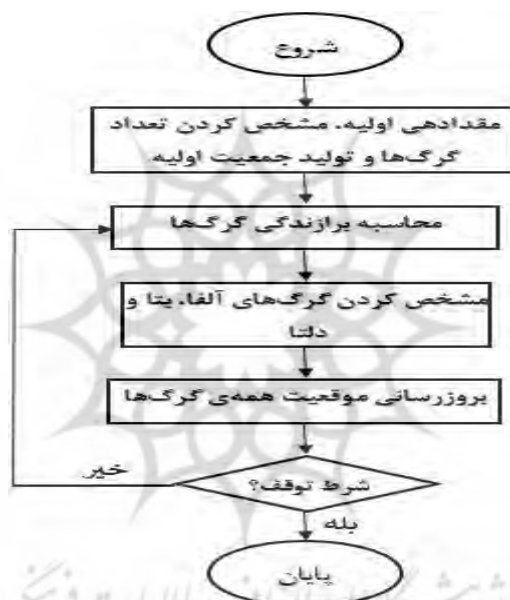 شروع
مقداردهی اولیه، مشخص کردن تعداد
گرگ‌ها و تولید جمعیت اولیه
محاسبه برازندگی گرگ‌ها
مشخص کردن گرگ‌های آلفا، بتا و
دلتا
بروزرسانی موقعیت همه‌ی گرگ‌ها
شرط توقف؟
خیر
بله
پایان